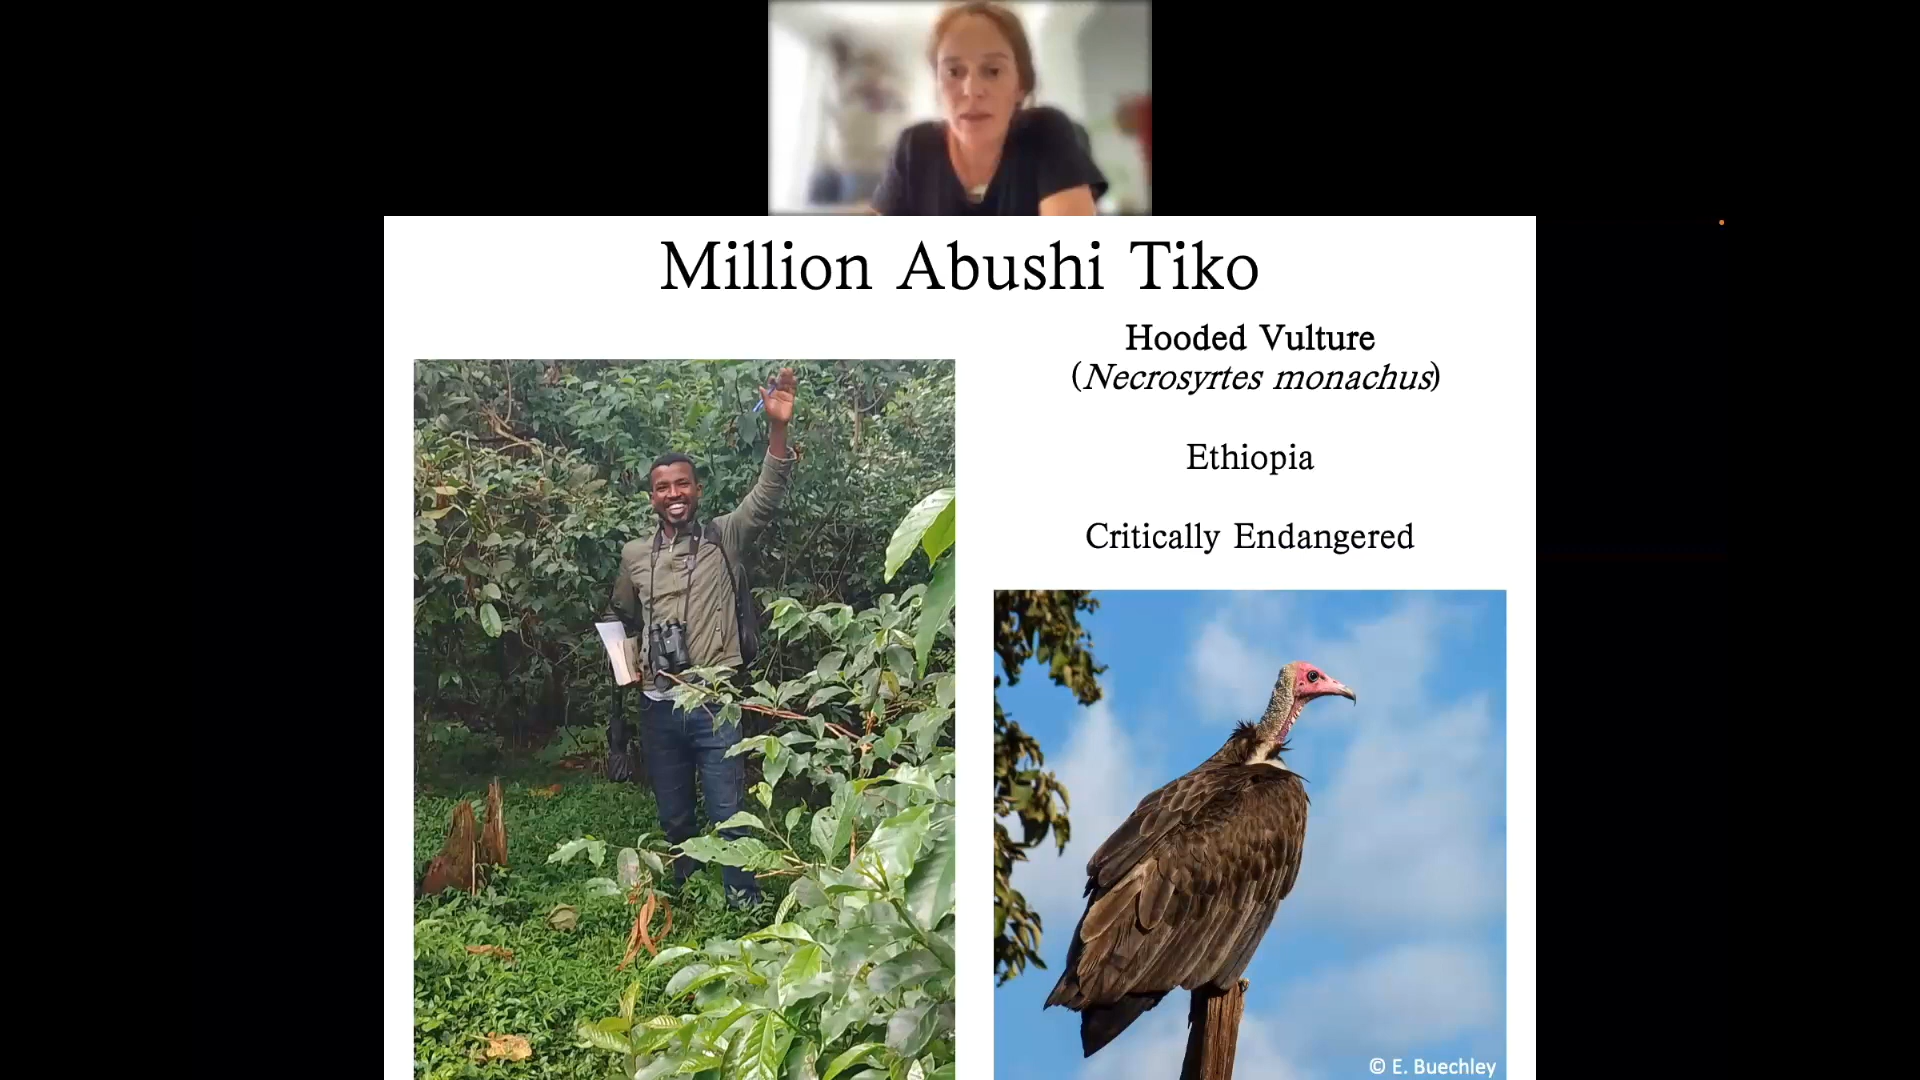 Million Abushi Tiko
Hooded Vulture
(Necrosyrtes monachus)
Ethiopia
Critically Endangered
© E. Buechley